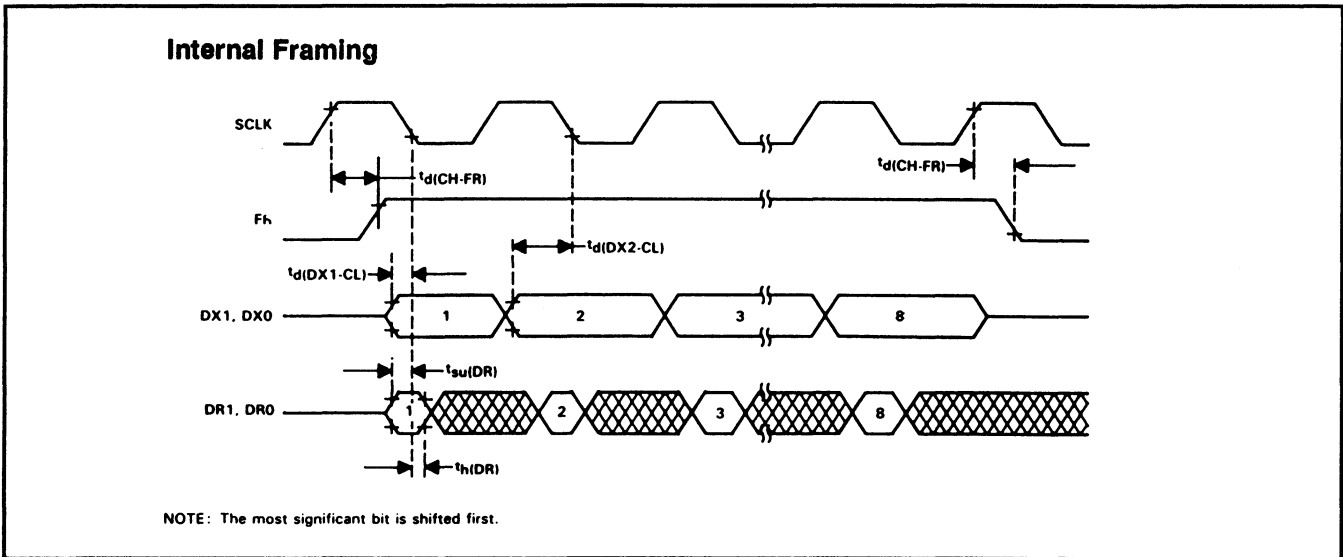 Internal Framing
SCLK
td(CH-FR)
td(CH-FR)
Fh
td(DX2-CL)
td(DX1-CL)
DX1, DX0
1
2
3
8
tsu(DR)
DR1, DR0
1
2
3
8
th(DR)
NOTE: The most significant bit is shifted first.